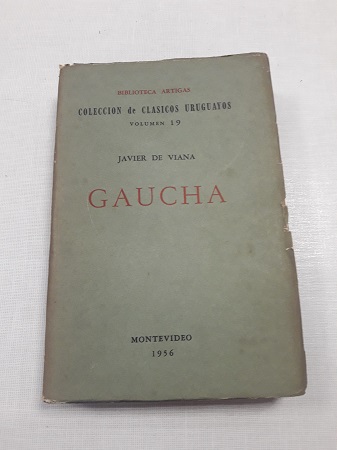 BIBLIOTECA ARTIGAS
COLECCION de CLASICOS URUGUAYOS
VOLUMEN 19
JAVIER DE VIANA
GAUCHA
MONTEVIDEO
1956